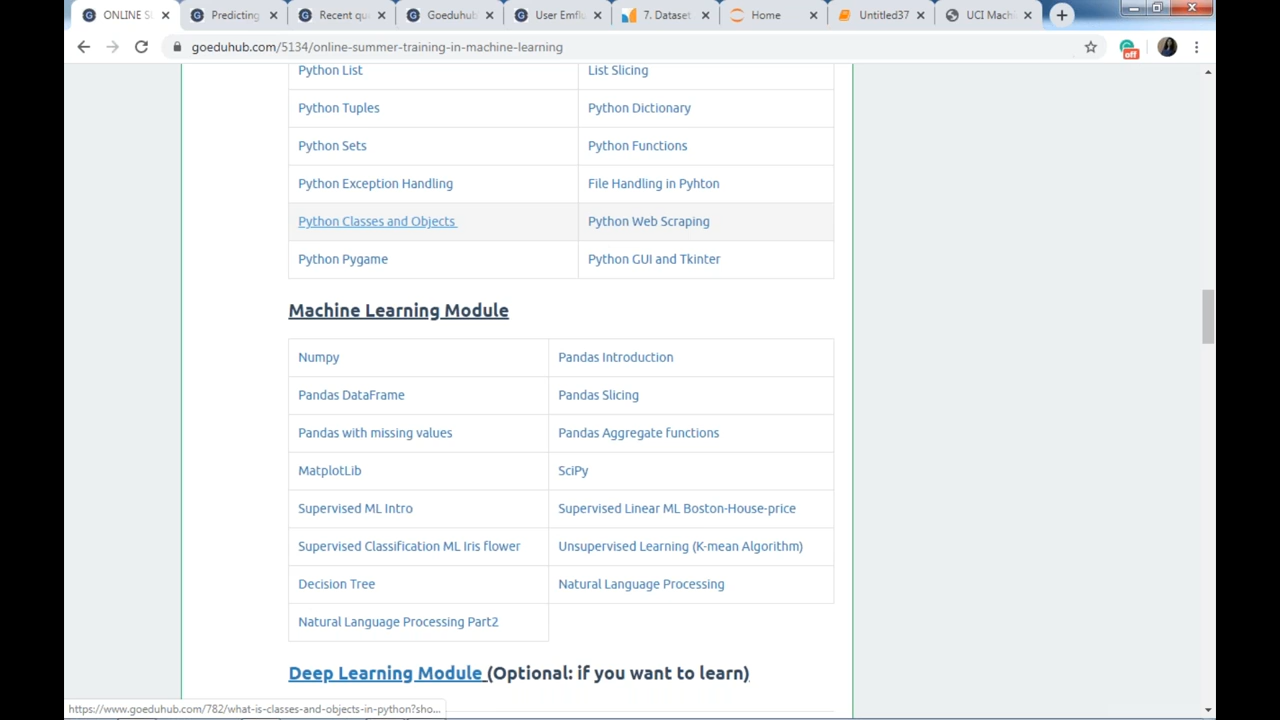 ONLINE S
Predicting
Recent qu
Goeduhub
User Emfl
7. Dataset
Home
Untitled37
UCI Mach
goeduhub.com/5134/online-summer-training-in-machine-learning
off
Python List
List Slicing
Python Tuples
Python Dictionary
Python Sets
Python Functions
Python Exception Handling
File Handling in Pyhton
Python Classes and Objects
Python Web Scraping
Python Pygame
Python GUI and Tkinter
Machine Learning Module
Numpy
Pandas Introduction
Pandas DataFrame
Pandas Slicing
Pandas with missing values
Pandas Aggregate functions
MatplotLib
SciPy
Supervised ML Intro
Supervised Linear ML Boston-House-price
Supervised Classification ML Iris flower
Unsupervised Learning (K-mean Algorithm)
Decision Tree
Natural Language Processing
Natural Language Processing Part2
Deep Learning Module (Optional: if you want to learn)
https://www.goeduhub.com/782/what-is-classes-and-objects-in-python?sho...